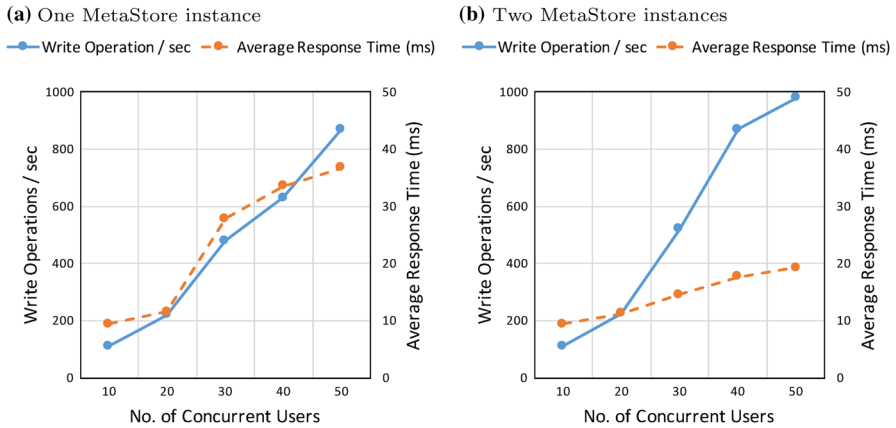 (a) One MetaStore instance
Write Operation / sec Average Response Time (ms)
1000
800
600
400
200
0
Write Operations / sec
50
40
30
20
10
0
Average Response Time (ms)
10 20 30 40 50
No. of Concurrent Users
(b) Two MetaStore instances
Write Operation / sec Average Response Time (ms)
1000
800
600
400
200
0
Write Operations / sec
50
40
30
20
10
0
Average Response Time (ms)
10 20 30 40 50
No. of Concurrent Users